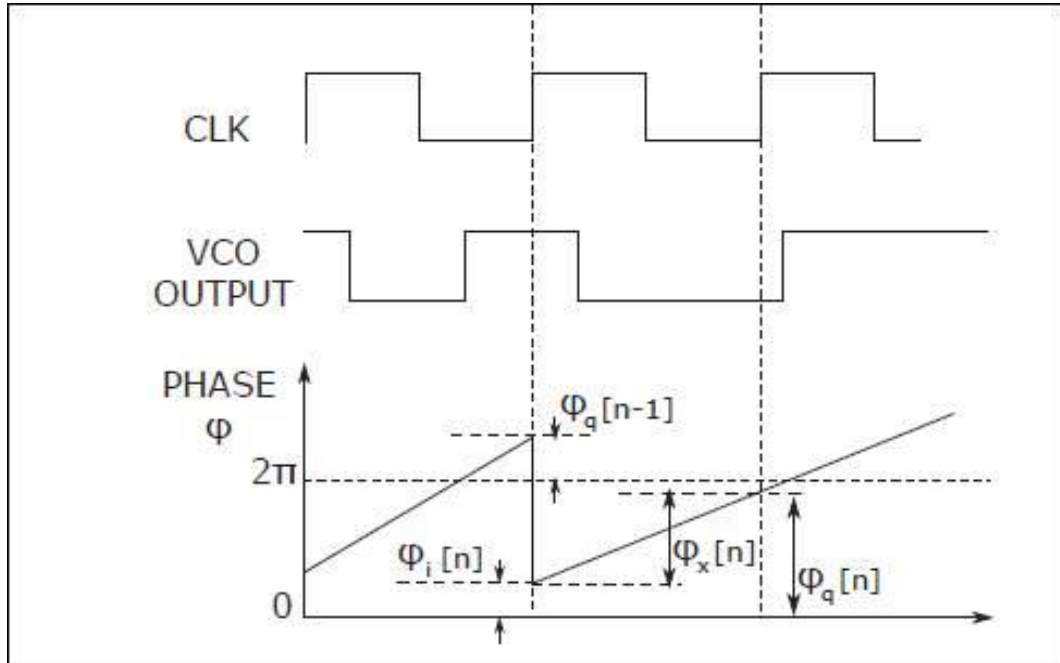 CLK
VCO
OUTPUT
PHASE
φ
φq[n-1]
2π
φi[n]
φx[n]
φq[n]
0